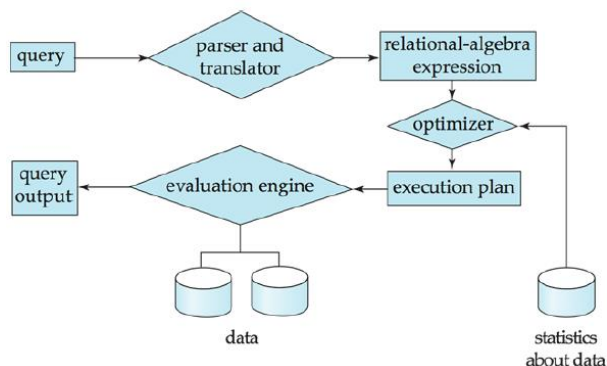 query
parser and
translator
relational-algebra
expression
optimizer
query
output
evaluation engine
execution plan
data
statistics
about data